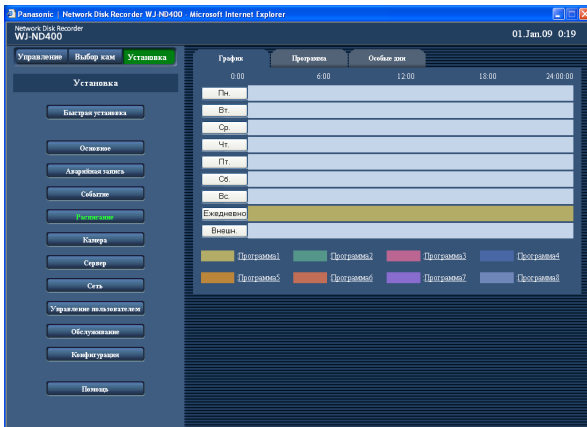 Panasonic | Network Disk Recorder WJ-ND400 - Microsoft Internet Explorer
Network Disk Recorder
WJ-ND400
01.Jan.09 0:19
Управление Выбор кам Установка
График Программа Особые дни
Установка
0:00 6:00 12:00 18:00 24:00:00
Пн.
Быстрая установка
Вт.
Ср.
Основное
Чт.
Аварийная запись
Пт.
Событие
Сб.
Вс.
Расписание
Ежедневно
Камера
Внешн.
Сервер
Программа1 Программа2 Программа3 Программа4
Сеть
Программа5 Программа6 Программа7 Программа8
Управление пользователем
Обслуживание
Конфигурация
Помощь